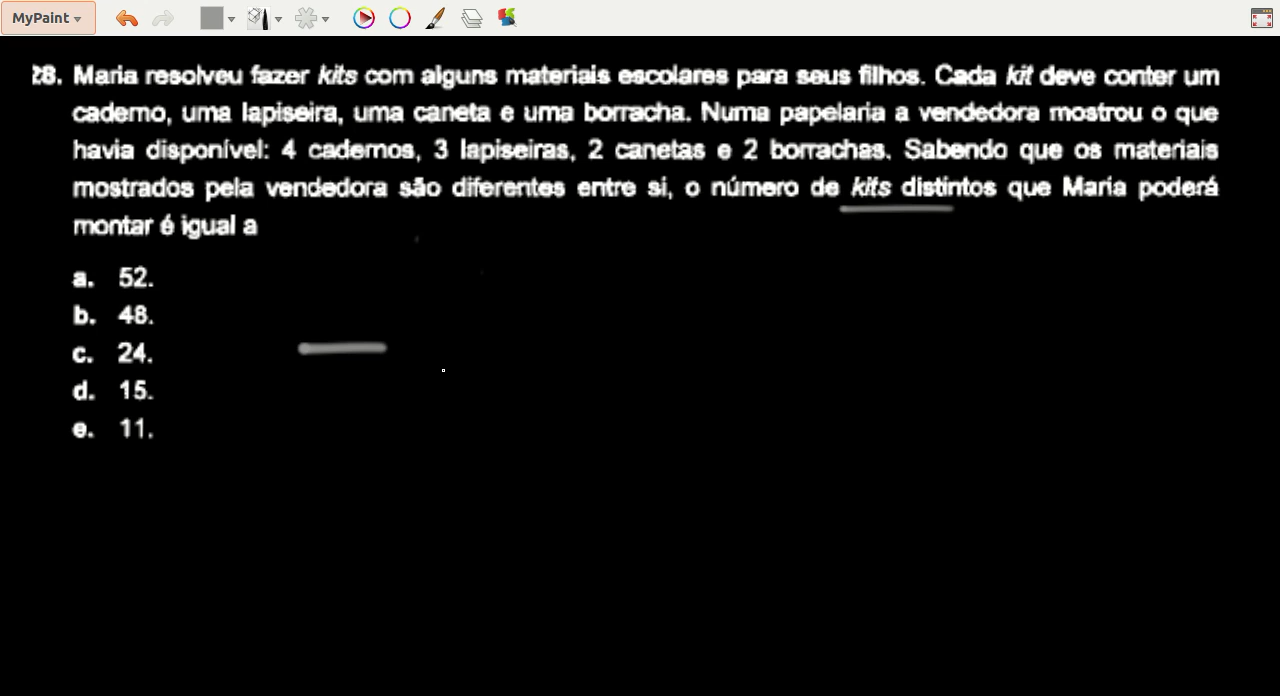 MyPaint
28. Maria resolveu fazer kits com alguns materiais escolares para seus filhos. Cada kit deve conter um
caderno, uma lapiseira, uma caneta e uma borracha. Numa papelaria a vendedora mostrou o que
havia disponível: 4 cadernos, 3 lapiseiras, 2 canetas e 2 borrachas. Sabendo que os materiais
mostrados pela vendedora são diferentes entre si, o número de kits distintos que Maria poderá
montar é igual a
a. 52.
b. 48.
c. 24.
d. 15.
e. 11.